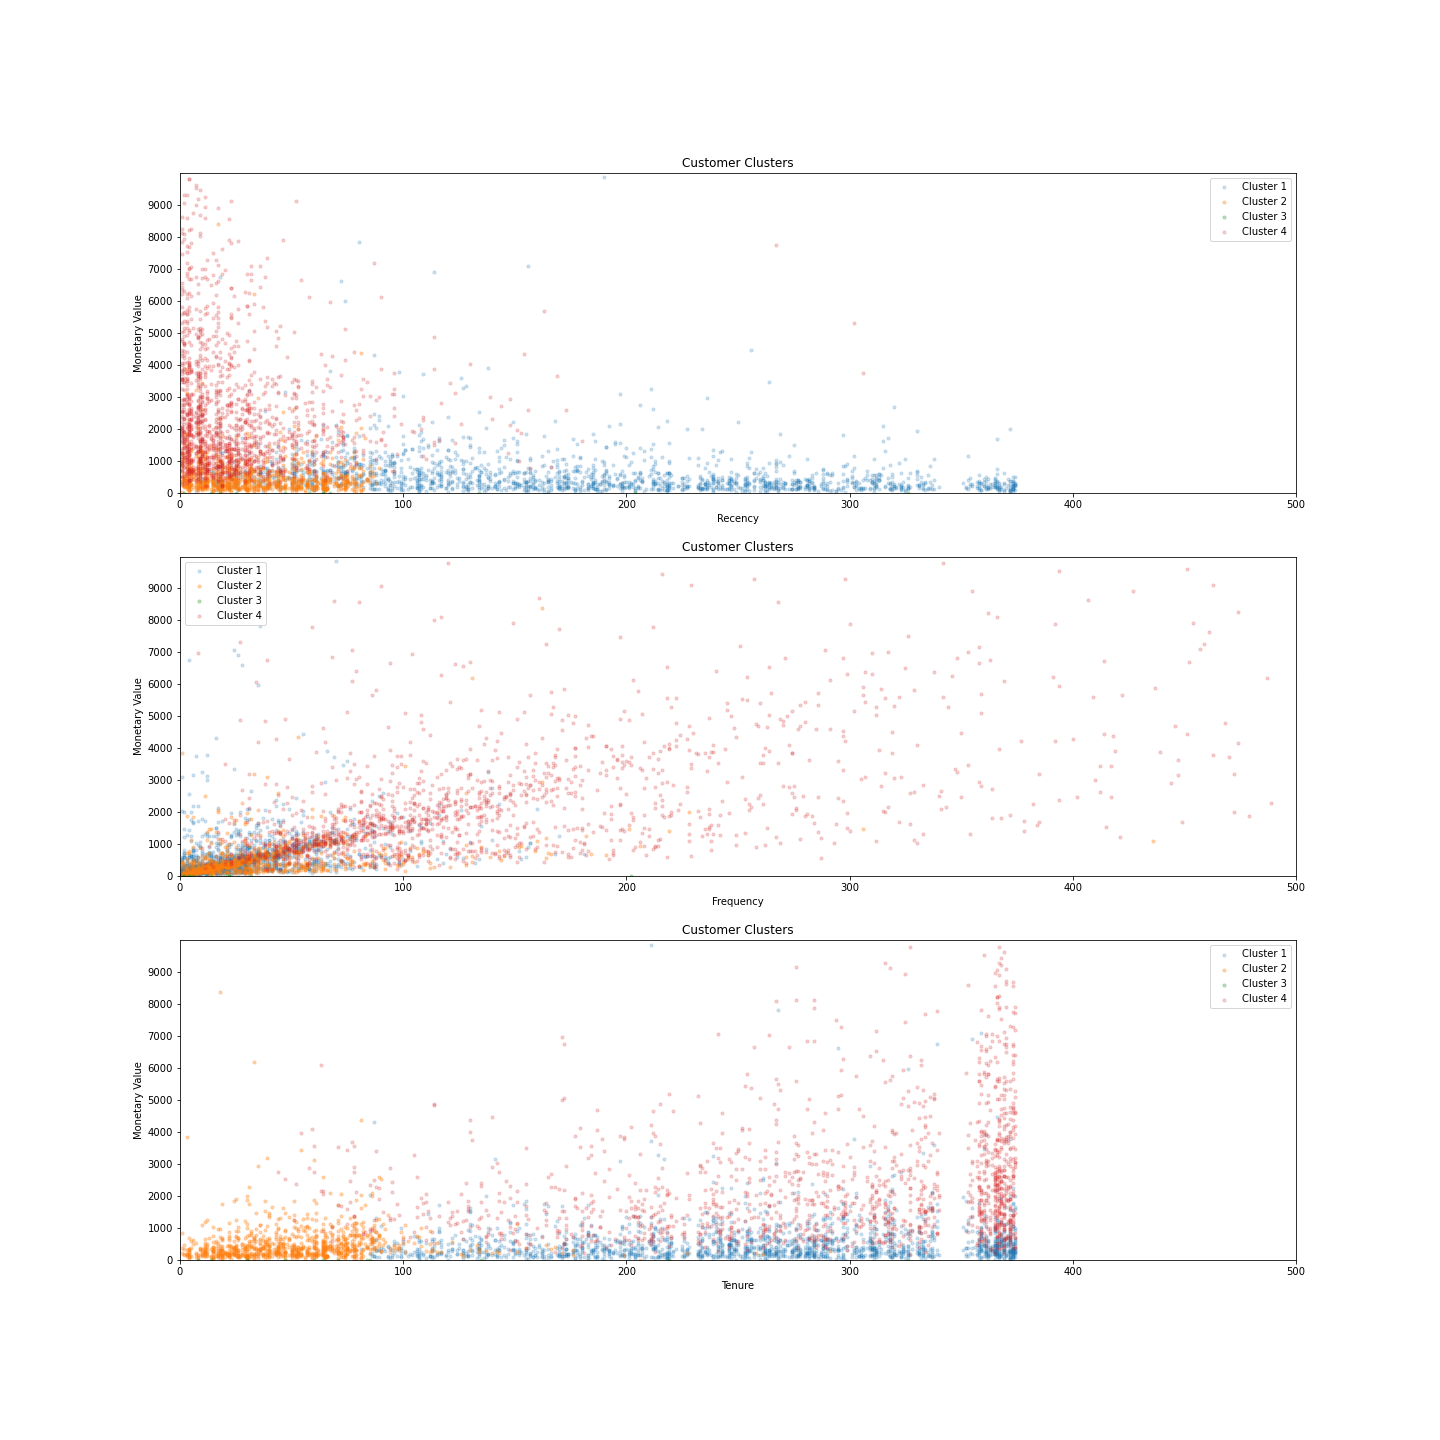 Customer Clusters
9000
8000
7000
6000
5000
4000
3000
2000
1000
0
Monetary Value
Cluster 1
Cluster 2
Cluster 3
Cluster 4
0 100 200 300 400 500
Recency
Customer Clusters
9000
8000
7000
6000
5000
4000
3000
2000
1000
0
Monetary Value
Cluster 1
Cluster 2
Cluster 3
Cluster 4
0 100 200 300 400 500
Frequency
Customer Clusters
9000
8000
7000
6000
5000
4000
3000
2000
1000
0
Monetary Value
Cluster 1
Cluster 2
Cluster 3
Cluster 4
0 100 200 300 400 500
Tenure